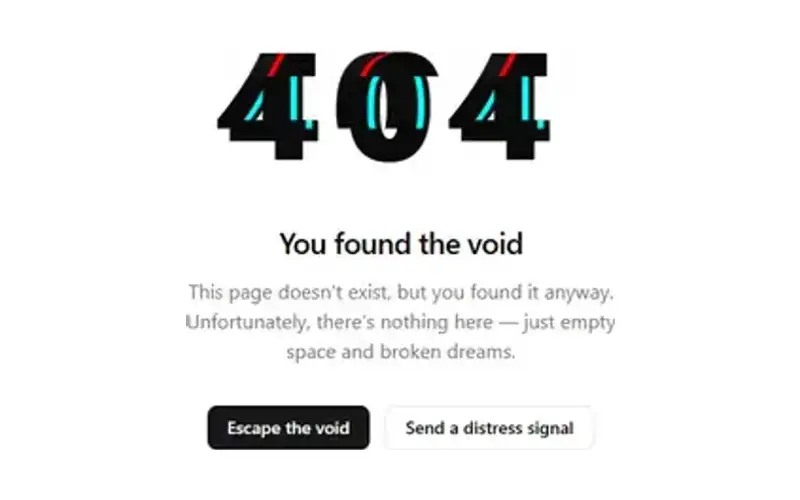 404
You found the void
This page doesn't exist, but you found it anyway.
Unfortunately, there's nothing here — just empty
space and broken dreams.
Escape the void
Send a distress signal